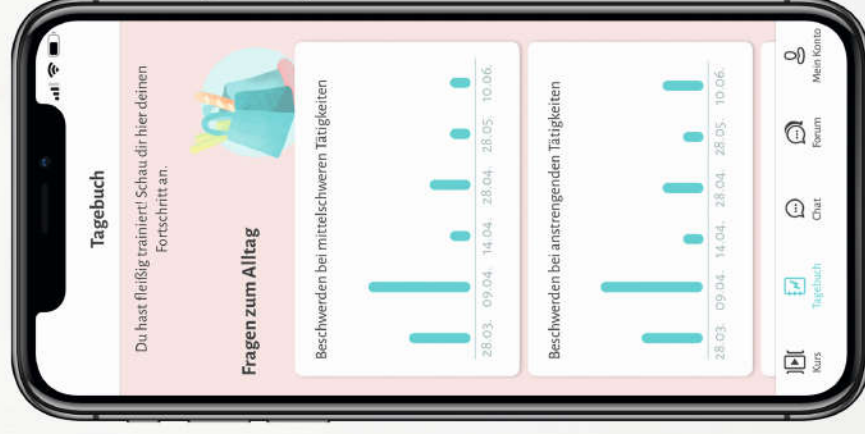 Tagebuch
Du hast fleißig trainiert! Schau dir hier deinen
Fortschritt an.
Fragen zum Alltag
Beschwerden bei mittelschweren Tätigkeiten
28.03. 09.04. 14.04. 28.04. 28.05. 10.06.
Beschwerden bei anstrengenden Tätigkeiten
28.03. 09.04. 14.04. 28.04. 28.05. 10.06.
Kurs Tagebuch Chat Forum Mein Konto